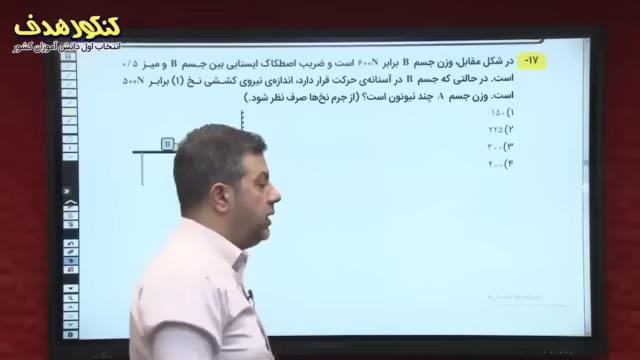 کنکور هدف
انتخاب اول دانش آموزان کشور
۱۷- در شکل مقابل، وزن جسم B برابر ۶۰۰N است و ضریب اصطکاک ایستایی بین جسم B و میز ۰/۵
است. در حالتی که جسم B در آستانه‌ی حرکت قرار دارد، اندازه‌ی نیروی کششی نخ (۱) برابر ۵۰۰N
است. وزن جسم A چند نیوتون است؟ (از جرم نخ‌ها صرف نظر شود.)
۱) ۱۵۰
۲) ۲۲۵
۳) ۳۰۰
۴) ۴۰۰
B